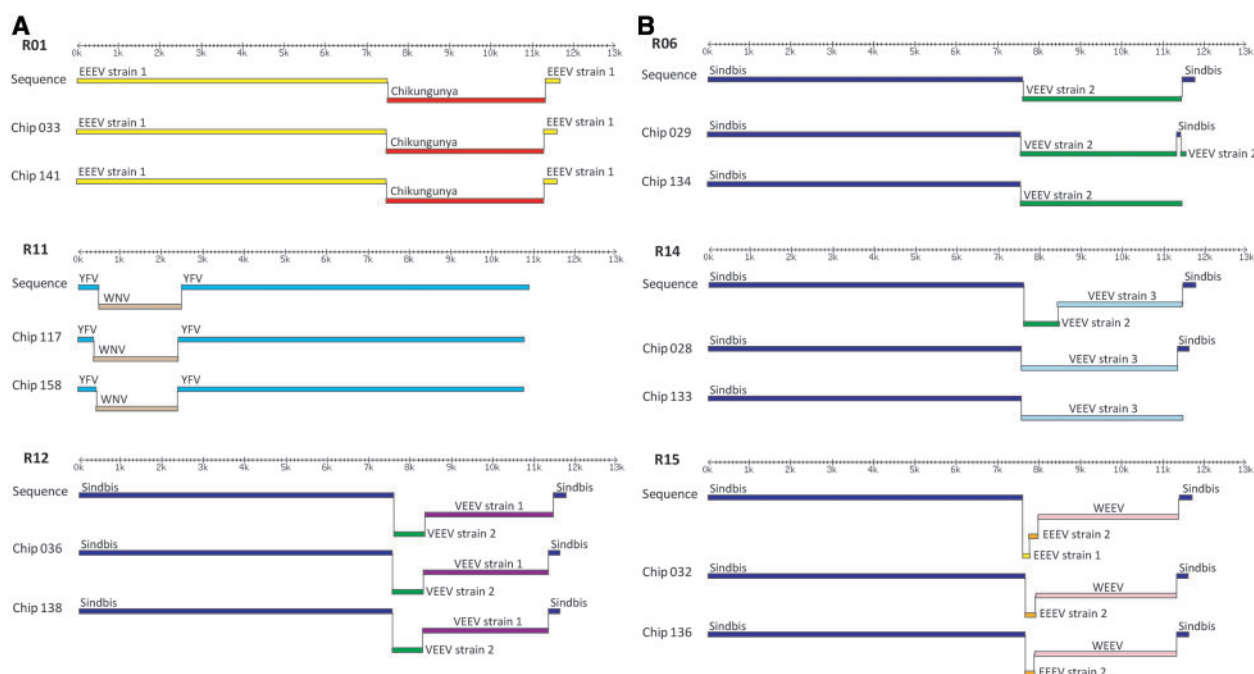 A
R01
0k 1k 2k 3k 4k 5k 6k 7k 8k 9k 10k 11k 12k 13k
Sequence EEEV strain 1 Chikungunya EEEV strain 1
Chip 033 EEEV strain 1 Chikungunya EEEV strain 1
Chip 141 EEEV strain 1 Chikungunya EEEV strain 1
R11
0k 1k 2k 3k 4k 5k 6k 7k 8k 9k 10k 11k 12k 13k
Sequence YFV WNV YFV
Chip 117 YFV WNV YFV
Chip 158 YFV WNV YFV
R12
0k 1k 2k 3k 4k 5k 6k 7k 8k 9k 10k 11k 12k 13k
Sequence Sindbis VEEV strain 1 Sindbis
VEEV strain 2
Chip 036 Sindbis VEEV strain 1 Sindbis
VEEV strain 2
Chip 138 Sindbis VEEV strain 1 Sindbis
VEEV strain 2
B
R06
0k 1k 2k 3k 4k 5k 6k 7k 8k 9k 10k 11k 12k 13k
Sequence Sindbis VEEV strain 2 Sindbis
Chip 029 Sindbis VEEV strain 2 Sindbis VEEV strain 2
Chip 134 Sindbis VEEV strain 2
R14
0k 1k 2k 3k 4k 5k 6k 7k 8k 9k 10k 11k 12k 13k
Sequence Sindbis VEEV strain 3 Sindbis
VEEV strain 2
Chip 028 Sindbis VEEV strain 3 Sindbis
Chip 133 Sindbis VEEV strain 3
R15
0k 1k 2k 3k 4k 5k 6k 7k 8k 9k 10k 11k 12k 13k
Sequence Sindbis WEEV Sindbis
EEEV strain 2
EEEV strain 1
Chip 032 Sindbis WEEV Sindbis
EEEV strain 2
Chip 136 Sindbis WEEV Sindbis
EEEV strain 2